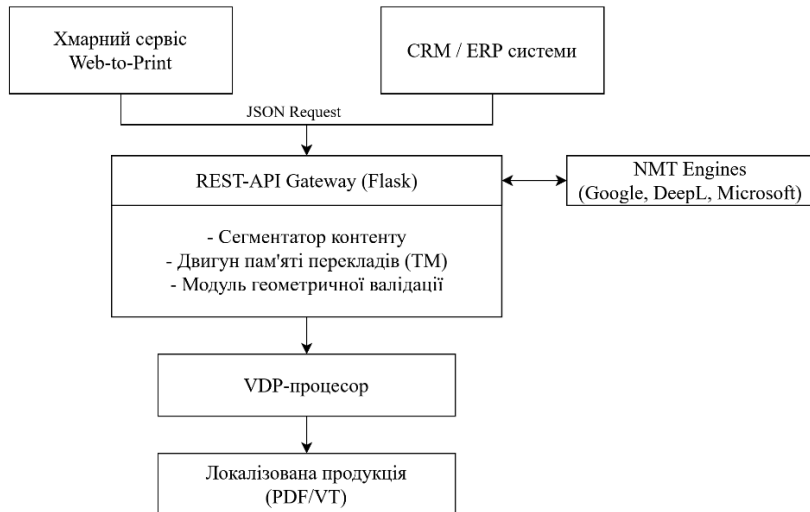 Хмарний сервіс
Web-to-Print
CRM / ERP системи
JSON Request
REST-API Gateway (Flask)
NMT Engines
(Google, DeepL, Microsoft)
- Сегментатор контенту
- Двигун пам'яті перекладів (TM)
- Модуль геометричної валідації
VDP-процесор
Локалізована продукція
(PDF/VT)